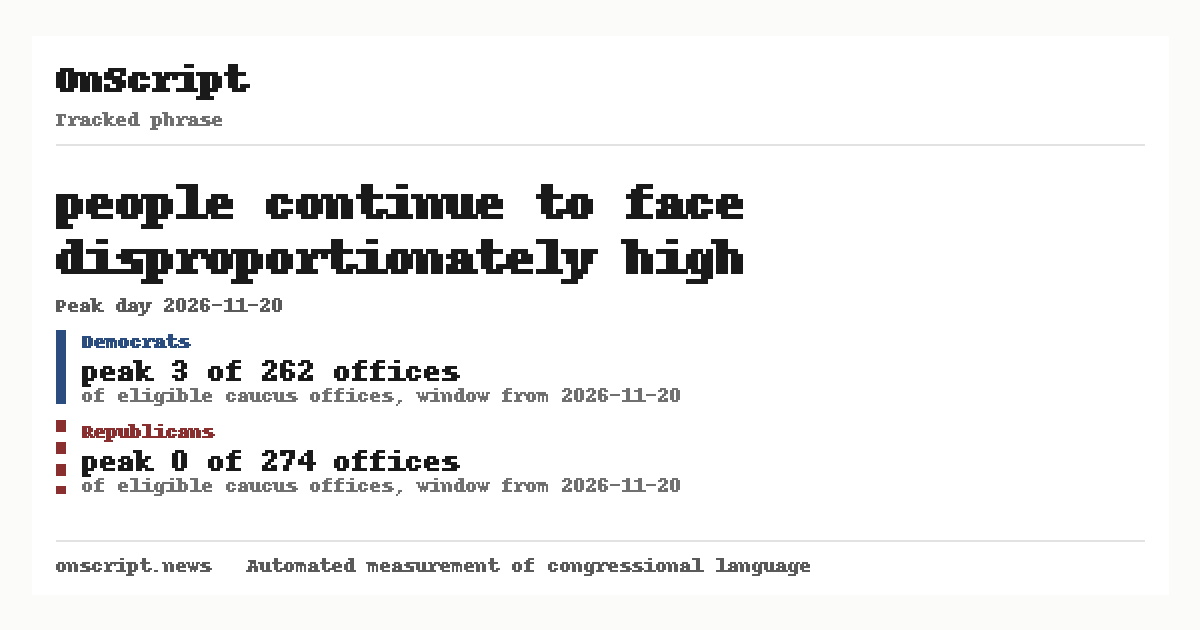 OnScript
Tracked phrase
people continue to face
disproportionately high
Peak day 2026-11-20
Democrats
peak 3 of 262 offices
of eligible caucus offices, window from 2026-11-20
Republicans
peak 0 of 274 offices
of eligible caucus offices, window from 2026-11-20
onscript.news Automated measurement of congressional language